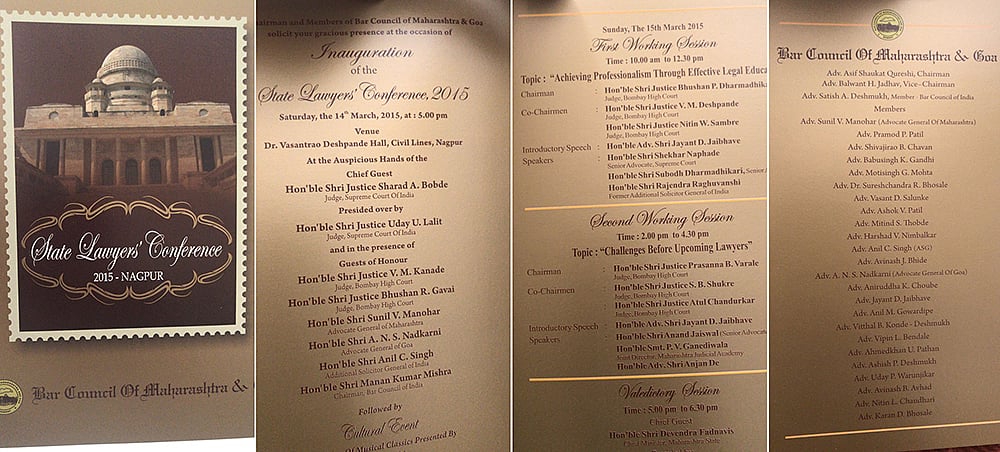 State Lawyers' Conference
2015 - NAGPUR
Bar Council Of Maharashtra &
Chairman and Members of Bar Council of Maharashtra & Goa
solicit your gracious presence at the occasion of
Inauguration
of the
State Lawyers' Conference, 2015
Saturday, the 14th March, 2015, at : 5.00 pm
Venue
Dr. Vasantrao Deshpande Hall, Civil Lines, Nagpur
At the Auspicious Hands of the
Chief Guest
Hon'ble Shri Justice Sharad A. Bobde
Judge, Supreme Court Of India
Presided over by
Hon'ble Shri Justice Uday U. Lalit
Judge, Supreme Court Of India
and in the presence of
Guests of Honour
Hon'ble Shri Justice V. M. Kanade
Judge, Bombay High Court
Hon'ble Shri Justice Bhushan R. Gavai
Judge, Bombay High Court
Hon'ble Shri Sunil V. Manohar
Advocate General of Maharashtra
Hon'ble Shri A. N. S. Nadkarni
Advocate General of Goa
Hon'ble Shri Anil C. Singh
Additional Solicitor General of India
Hon'ble Shri Manan Kumar Mishra
Chairman, Bar Council of India
Followed by
Cultural Event
Of Musical Classics Presented By
Sunday, The 15th March 2015
First Working Session
Time : 10.00 am to 12.30 pm
Topic : "Achieving Professionalism Through Effective Legal Educa
Chairman : Hon'ble Shri Justice Bhushan P. Dharmadhika
Judge, Bombay High Court
Co-Chairmen : Hon'ble Shri Justice V. M. Deshpande
Judge, Bombay High Court
Hon'ble Shri Justice Nitin W. Sambre
Judge, Bombay High Court
Introductory Speech : Hon'ble Adv. Shri Jayant D. Jaibhave
Speakers : Hon'ble Shri Shekhar Naphade
Senior Advocate, Supreme Court
Hon'ble Shri Subodh Dharmadhikari, Senior
Hon'ble Shri Rajendra Raghuvanshi
Former Additional Solicitor General of India
Second Working Session
Time : 2.00 pm to 4.30 pm
Topic : "Challenges Before Upcoming Lawyers"
Chairman : Hon'ble Shri Justice Prasanna B. Varale
Judge, Bombay High Court
Co-Chairmen : Hon'ble Shri Justice S. B. Shukre
Judge, Bombay High Court
Hon'ble Shri Justice Atul Chandurkar
Judge, Bombay High Court
Introductory Speech : Hon'ble Adv. Shri Jayant D. Jaibhave
Speakers : Hon'ble Shri Anand Jaiswal (Senior Advocate
Hon'ble Smt. P. V. Ganediwala
Joint Director, Maharashtra Judicial Academy
Hon'ble Adv. Shri Anjan De
Valedictory Session
Time : 5.00 pm to 6.30 pm
Chief Guest
Hon'ble Shri Devendra Fadnavis
Chief Minister, Maharashtra State
Bar Council Of Maharashtra & Goa
Adv. Asif Shaukat Qureshi, Chairman
Adv. Balwant H. Jadhav, Vice-Chairman
Adv. Satish A. Deshmukh, Member - Bar Council of India
Members
Adv. Sunil V. Manohar (Advocate General Of Maharashtra)
Adv. Pramod P. Patil
Adv. Shivajirao B. Chavan
Adv. Babusingh K. Gandhi
Adv. Motisingh G. Mohta
Adv. Dr. Sureshchandra R. Bhosale
Adv. Vasant D. Salunke
Adv. Ashok V. Patil
Adv. Mitind S. Thobde
Adv. Harshad V. Nimbalkar
Adv. Anil C. Singh (ASG)
Adv. Avinash J. Bhide
Adv. A. N. S. Nadkarni (Advocate General Of Goa)
Adv. Aniruddha K. Choube
Adv. Jayant D. Jaibhave
Adv. Anil M. Gowardipe
Adv. Vitthal B. Konde - Deshmukh
Adv. Vipin L. Bendale
Adv. Ahmedkhan U. Pathan
Adv. Ashish P. Deshmukh
Adv. Uday P. Warunjikar
Adv. Avinash B. Avhad
Adv. Nitin L. Chaudhari
Adv. Karan D. Bhosale